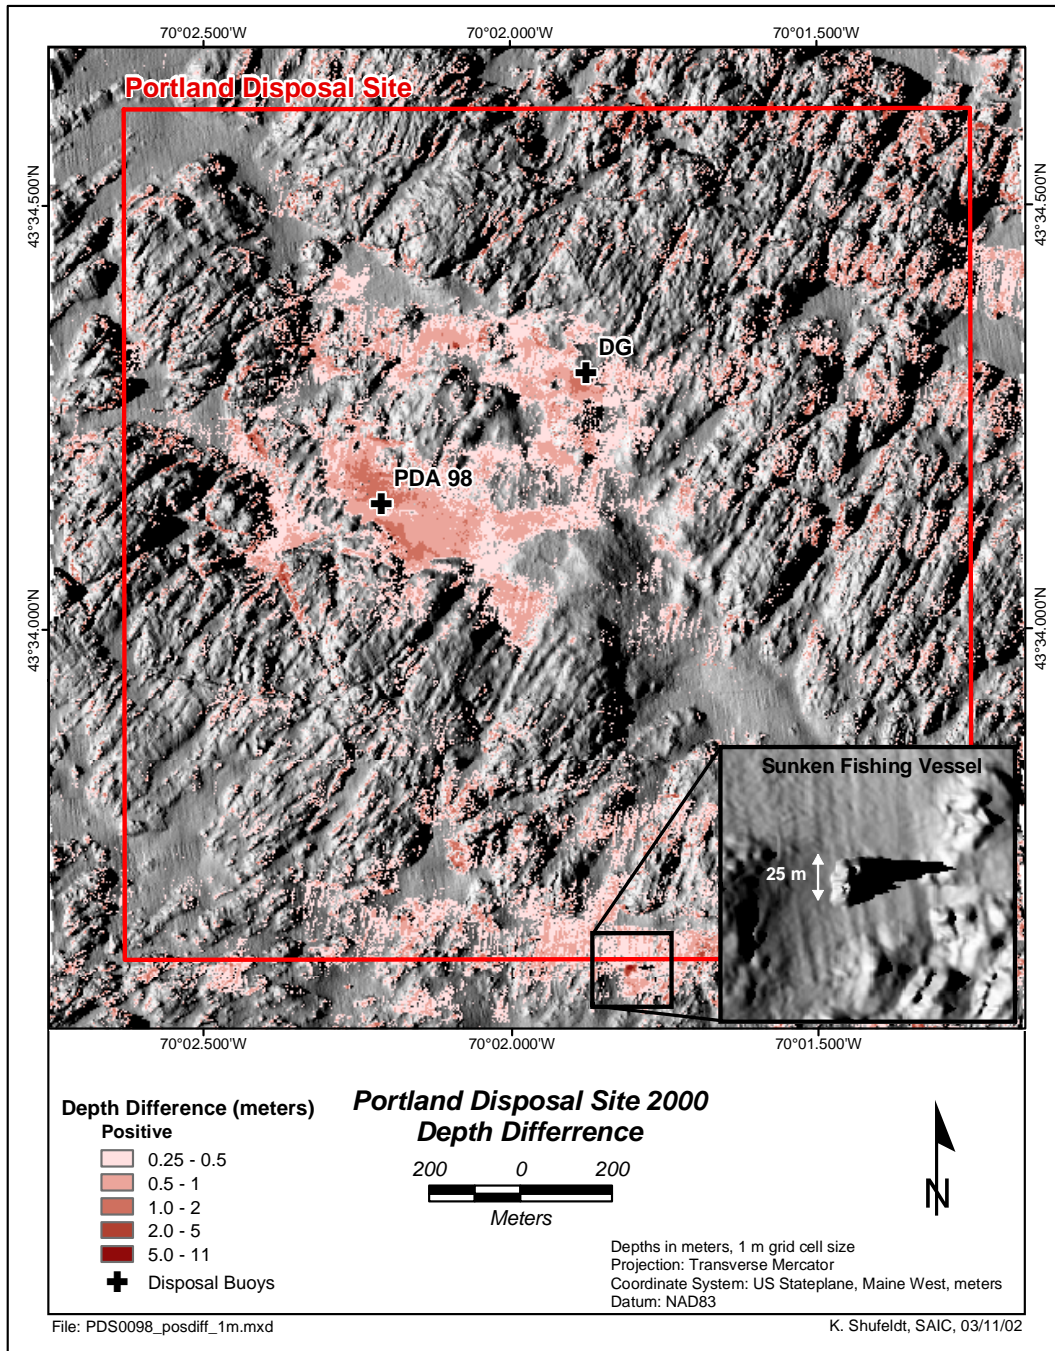 70°02.500'W 70°02.000'W 70°01.500'W
Portland Disposal Site
43°34.500'N 43°34.500'N
DG
PDA 98
43°34.000'N 43°34.000'N
Sunken Fishing Vessel
25 m
70°02.500'W 70°02.000'W 70°01.500'W
Depth Difference (meters)
Positive
0.25 - 0.5
0.5 - 1
1.0 - 2
2.0 - 5
5.0 - 11
Disposal Buoys
Portland Disposal Site 2000
Depth Differrence
200 0 200
Meters
N
Depths in meters, 1 m grid cell size
Projection: Transverse Mercator
Coordinate System: US Stateplane, Maine West, meters
Datum: NAD83
File: PDS0098_posdiff_1m.mxd
K. Shufeldt, SAIC, 03/11/02